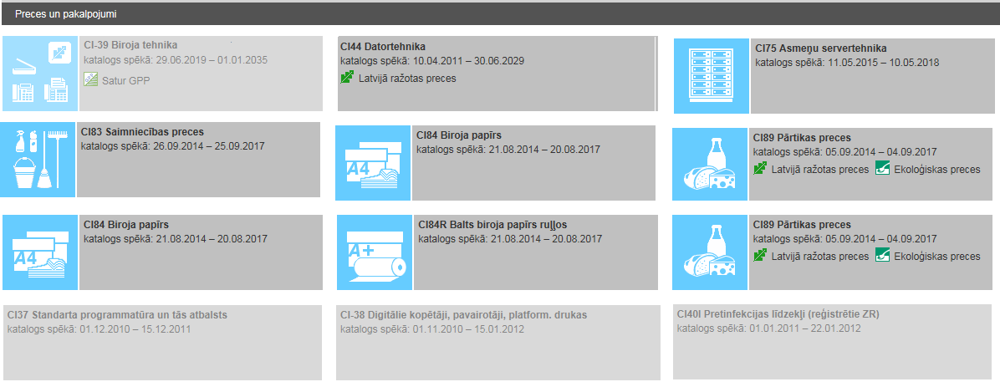 Preces un pakalpojumi
CI-39 Biroja tehnika
katalogs spēkā: 29.06.2019 – 01.01.2035
Satur GPP
CI44 Datortehnika
katalogs spēkā: 10.04.2011 – 30.06.2029
Latvijā ražotas preces
CI75 Asmeņu servertehnika
katalogs spēkā: 11.05.2015 – 10.05.2018
CI83 Saimniecības preces
katalogs spēkā: 26.09.2014 – 25.09.2017
A4
CI84 Biroja papīrs
katalogs spēkā: 21.08.2014 – 20.08.2017
CI89 Pārtikas preces
katalogs spēkā: 05.09.2014 – 04.09.2017
Latvijā ražotas preces Ekoloģiskas preces
A4
CI84 Biroja papīrs
katalogs spēkā: 21.08.2014 – 20.08.2017
A+
CI84R Balts biroja papīrs ruļļos
katalogs spēkā: 21.08.2014 – 20.08.2017
CI89 Pārtikas preces
katalogs spēkā: 05.09.2014 – 04.09.2017
Latvijā ražotas preces Ekoloģiskas preces
CI37 Standarta programmatūra un tās atbalsts
katalogs spēkā: 01.12.2010 – 15.12.2011
CI-38 Digitālie kopētāji, pavairotāji, platform. drukas
katalogs spēkā: 01.11.2010 – 15.01.2012
CI40I Pretinfekcijas līdzekļi (reģistrētie ZR)
katalogs spēkā: 01.01.2011 – 22.01.2012